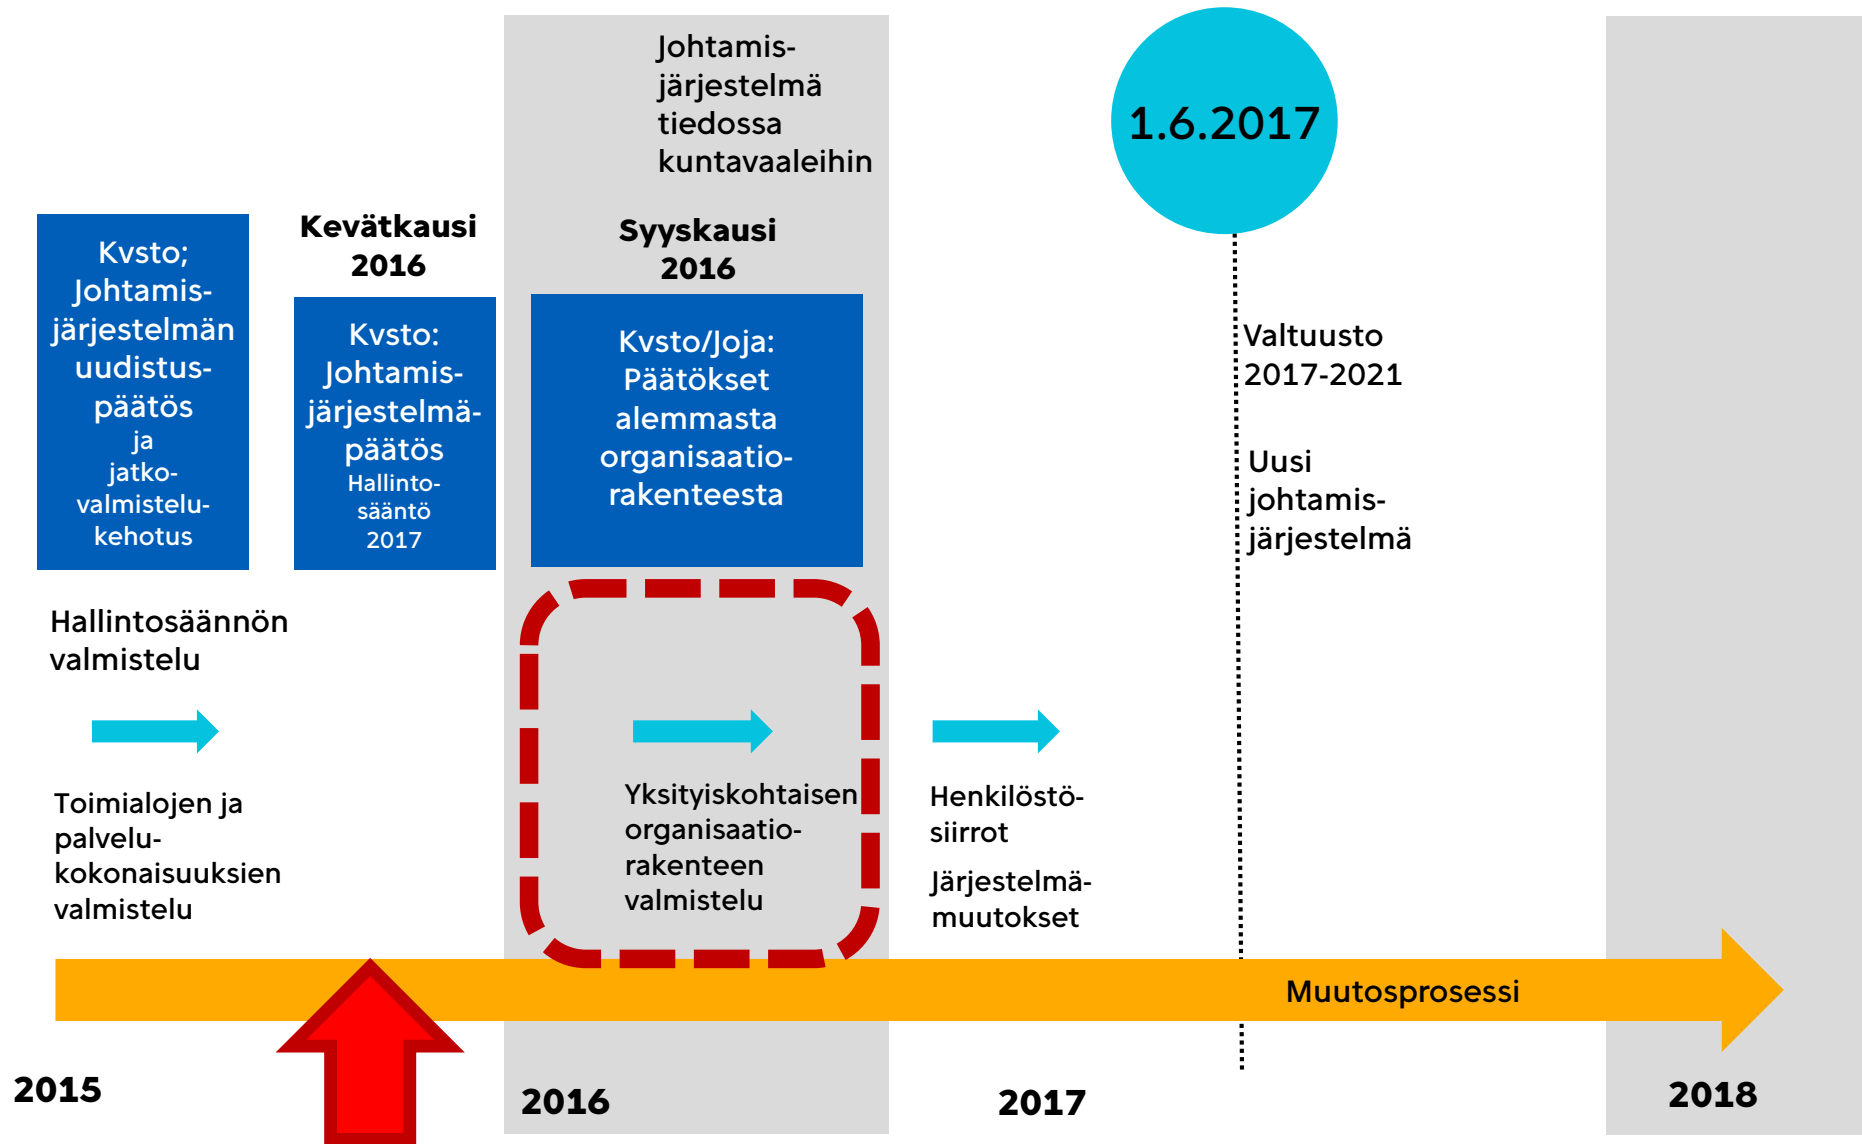 Johtamis-
järjestelmä
tiedossa
kuntavaaleihin
1.6.2017
Kvsto;
Johtamis-
järjestelmän
uudistus-
päätös
ja
jatko-
valmistelu-
kehotus
Kevätkausi
2016
Kvsto:
Johtamis-
järjestelmä-
päätös
Hallinto-
sääntö
2017
Syyskausi
2016
Kvsto/Joja:
Päätökset
alemmasta
organisaatio-
rakenteesta
Valtuusto
2017-2021
Uusi
johtamis-
järjestelmä
Hallintosäännön
valmistelu
Toimialojen ja
palvelu-
kokonaisuuksien
valmistelu
Yksityiskohtaisen
organisaatio-
rakenteen
valmistelu
Henkilöstö-
siirrot
Järjestelmä-
muutokset
Muutosprosessi
2015
2016
2017
2018